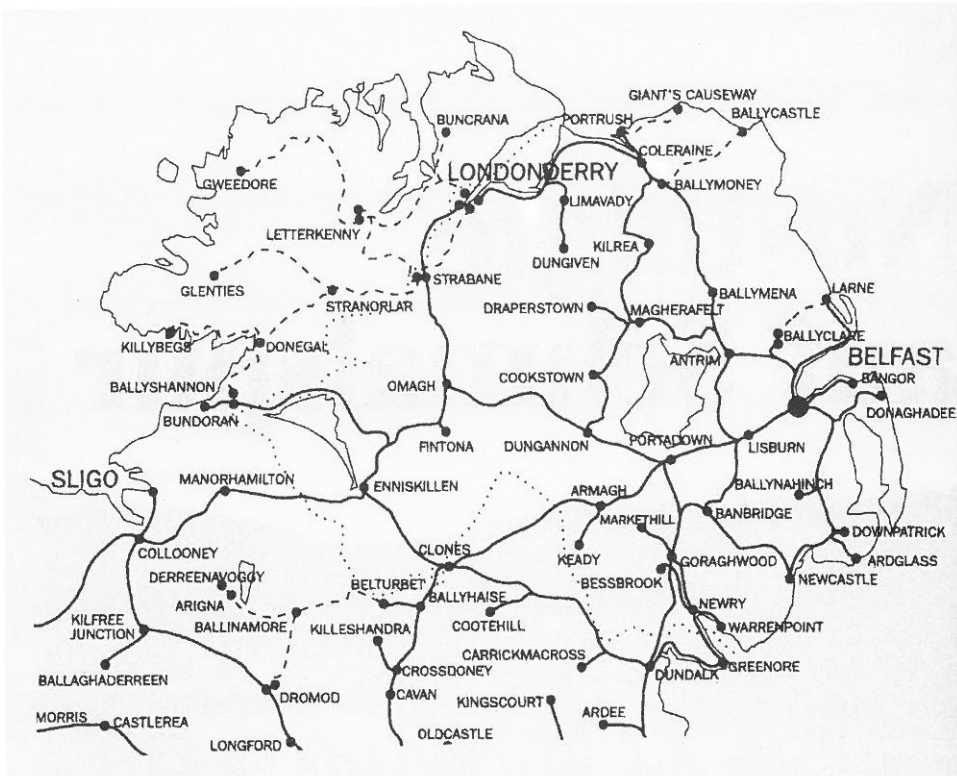 GIANT'S CAUSEWAY
BUNCRANA
PORTRUSH
BALLYCASTLE
COLERAINE
LONDONDERRY
GWEEDORE
BALLYMONEY
LIMAVADY
LETTERKENNY
KILREA
DUNGIVEN
STRABANE
GLENTIES
STRANORLAR
DRAPERSTOWN
BALLYMENA
LARNE
MAGHERAFELT
KILLYBEGS
DONEGAL
BALLYCLARE
ANTRIM
BELFAST
BALLYSHANNON
OMAGH
COOKSTOWN
BANGOR
DONAGHADEE
BUNDORAN
FINTONA
DUNGANNON
PORTADOWN
LISBURN
SLIGO
MANORHAMILTON
ENNISKILLEN
ARMAGH
BALLYNAHINCH
MARKETHILL
BANBRIDGE
DOWNPATRICK
COLLOONEY
CLONES
KEADY
GORAGHWOOD
ARDGLASS
DERREENAVOGGY
BELTURBET
BESSBROOK
NEWCASTLE
ARIGNA
BALLYHAISE
NEWRY
KILFREE
JUNCTION
BALLINAMORE
KILLESHANDRA
COOTEHILL
WARRENPOINT
CARRICKMACROSS
GREENORE
BALLAGHADERREEN
CROSSDONEY
DUNDALK
DROMOD
CAVAN
KINGSCOURT
MORRIS
CASTLEREA
ARDEE
LONGFORD
OLDCASTLE